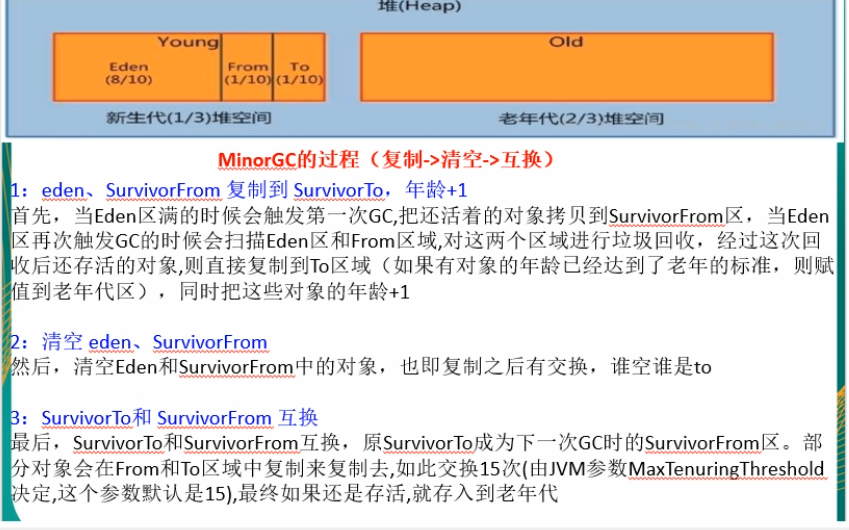 堆(Heap)
Young
Old
Eden
(8/10)
From
(1/10)
To
(1/10)
新生代(1/3)堆空间
老年代(2/3)堆空间
MinorGC的过程（复制->清空->互换）
1：eden、SurvivorFrom 复制到 SurvivorTo，年龄+1
首先，当Eden区满的时候会触发第一次GC,把还活着的对象拷贝到SurvivorFrom区，当Eden
区再次触发GC的时候会扫描Eden区和From区域,对这两个区域进行垃圾回收，经过这次回
收后还存活的对象,则直接复制到To区域（如果有对象的年龄已经达到了老年的标准，则赋
值到老年代区），同时把这些对象的年龄+1
2：清空 eden、SurvivorFrom
然后，清空Eden和SurvivorFrom中的对象，也即复制之后有交换，谁空谁是to
3：SurvivorTo和 SurvivorFrom 互换
最后，SurvivorTo和SurvivorFrom互换，原SurvivorTo成为下一次GC时的SurvivorFrom区。部
分对象会在From和To区域中复制来复制去,如此交换15次(由JVM参数MaxTenuringThreshold
决定,这个参数默认是15),最终如果还是存活,就存入到老年代